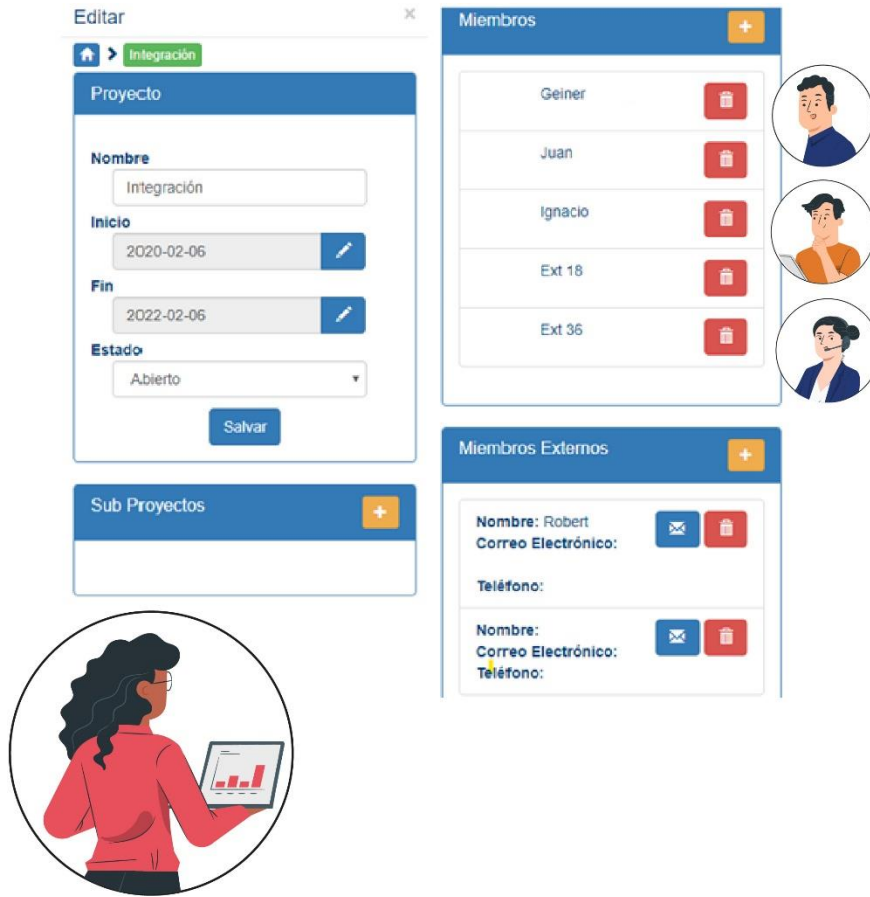 Editar
Integración
Proyecto
Nombre
Integración
Inicio
2020-02-06
Fin
2022-02-06
Estado
Abierto
Salvar
Sub Proyectos
Miembros
Geiner
Juan
Ignacio
Ext 18
Ext 36
Miembros Externos
Nombre: Robert
Correo Electrónico:
Teléfono:
Nombre:
Correo Electrónico:
Teléfono: